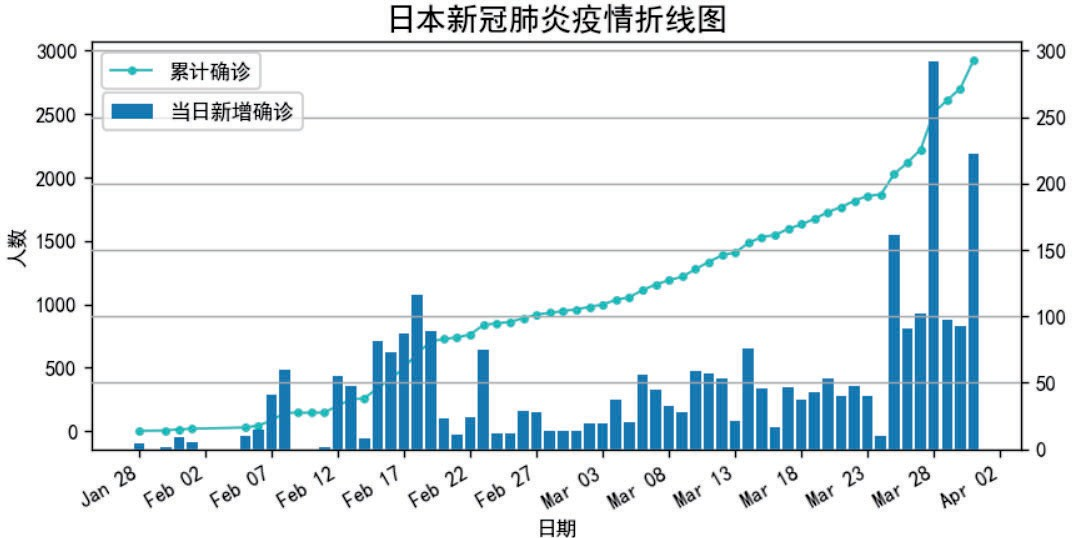 日本新冠肺炎疫情折线图
累计确诊
当日新增确诊
3000
2500
2000
1500
1000
500
0
人数
300
250
200
150
100
50
0
Jan 28
Feb 02
Feb 07
Feb 12
Feb 17
Feb 22
Feb 27
Mar 03
Mar 08
Mar 13
Mar 18
Mar 23
Mar 28
Apr 02
日期